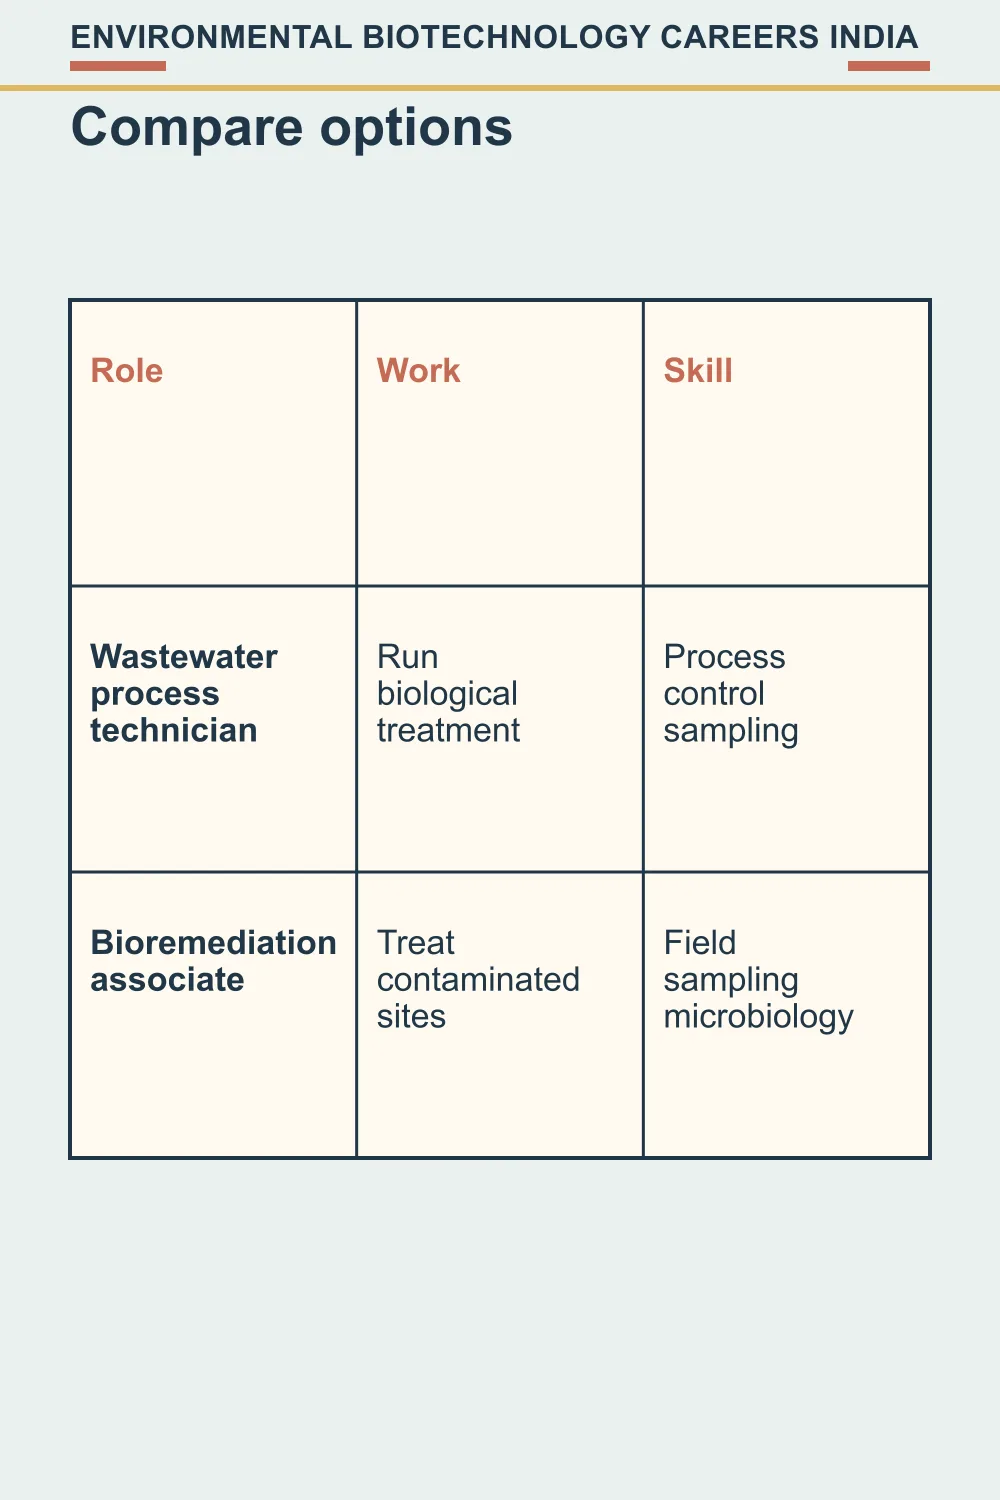 ENVIRONMENTAL BIOTECHNOLOGY CAREERS INDIA
Compare options
Role
Work
Skill
Wastewater
process
technician
Run
biological
treatment
Process
control
sampling
Bioremediation
associate
Treat
contaminated
sites
Field
sampling
microbiology